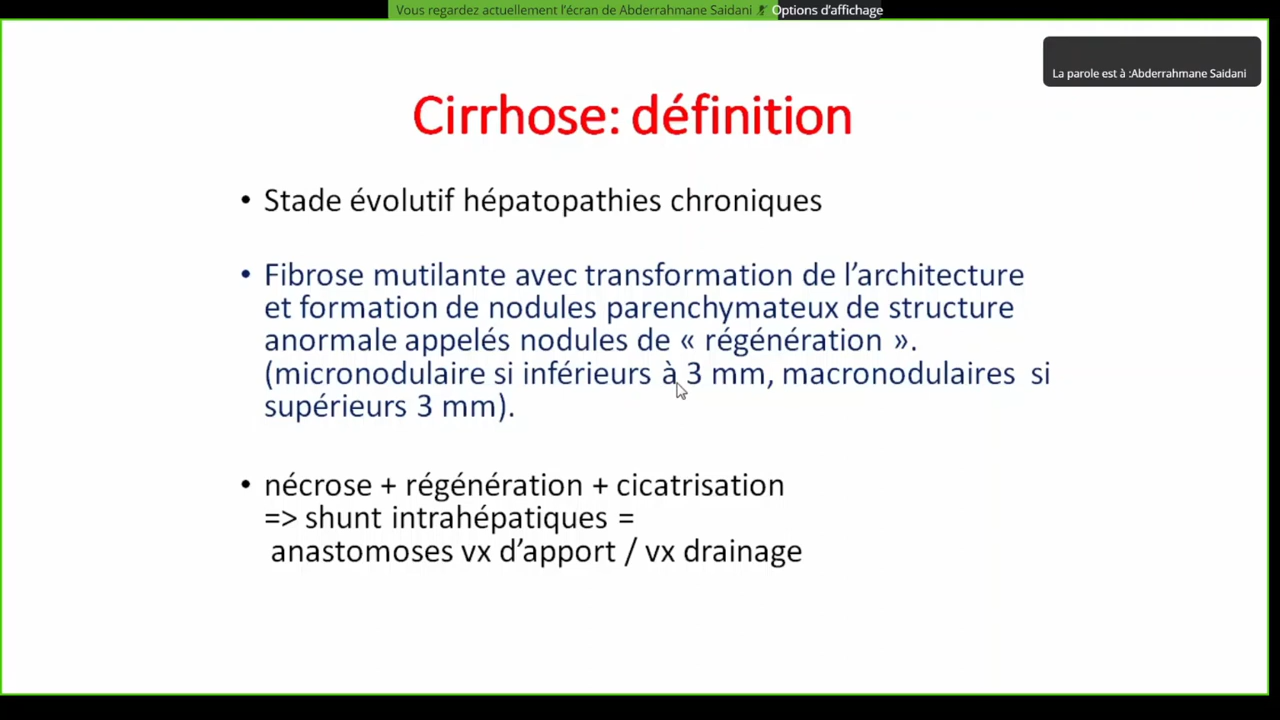 Vous regardez actuellement l'écran de Abderrahmane Saidani
Options d'affichage
La parole est à :Abderrahmane Saidani
Cirrhose: définition
• Stade évolutif hépatopathies chroniques
• Fibrose mutilante avec transformation de l'architecture
et formation de nodules parenchymateux de structure
anormale appelés nodules de « régénération ».
(micronodulaire si inférieurs à 3 mm, macronodulaires si
supérieurs 3 mm).
• nécrose + régénération + cicatrisation
=> shunt intrahépatiques =
anastomoses vx d'apport / vx drainage